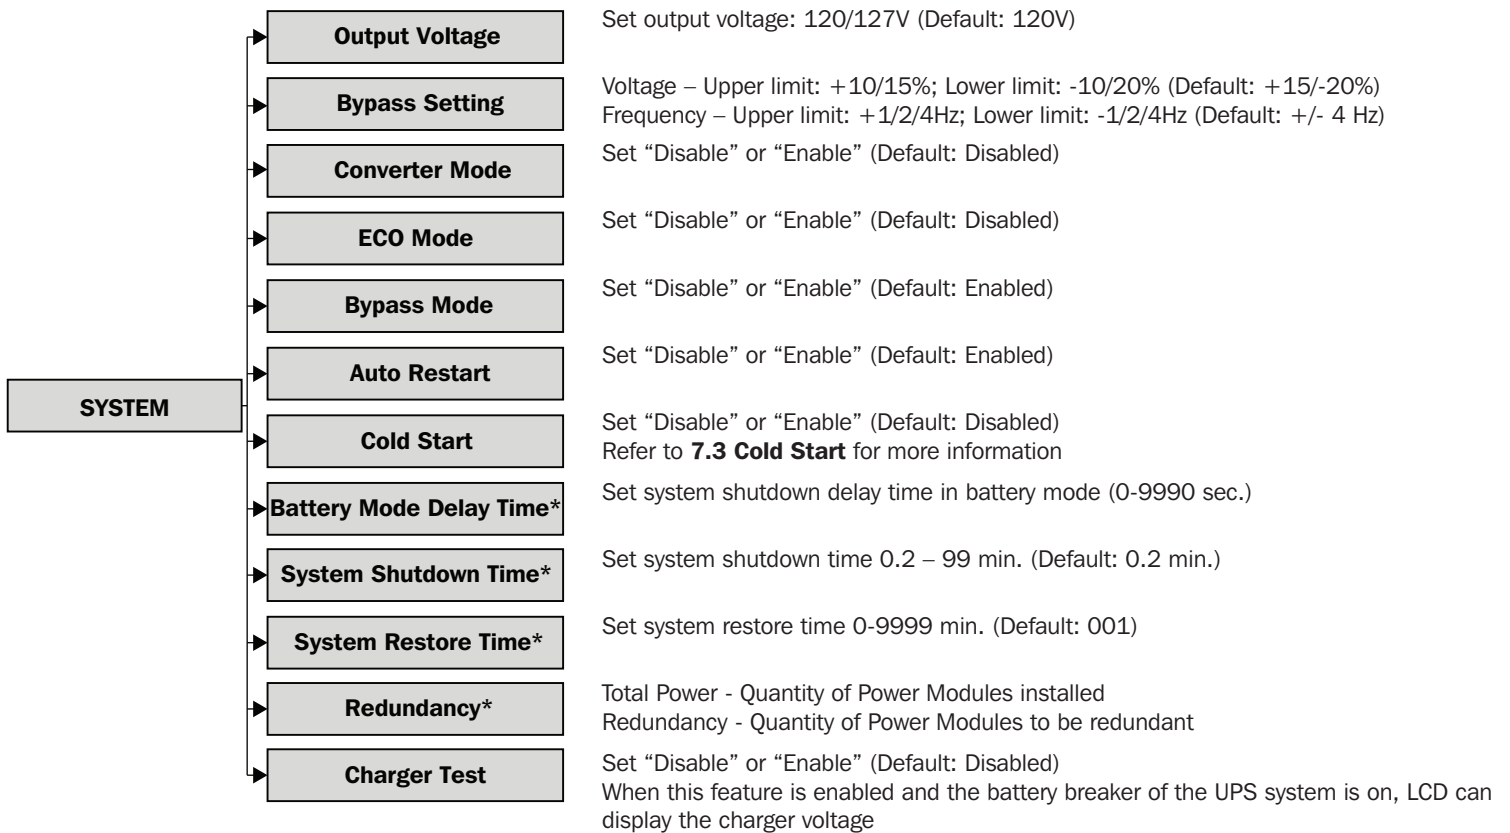 Output Voltage
Set output voltage: 120/127V (Default: 120V)
Bypass Setting
Voltage – Upper limit: +10/15%; Lower limit: -10/20% (Default: +15/-20%)
Frequency – Upper limit: +1/2/4Hz; Lower limit: -1/2/4Hz (Default: +/- 4 Hz)
Converter Mode
Set “Disable” or “Enable” (Default: Disabled)
ECO Mode
Set “Disable” or “Enable” (Default: Disabled)
Bypass Mode
Set “Disable” or “Enable” (Default: Enabled)
Auto Restart
Set “Disable” or “Enable” (Default: Enabled)
SYSTEM
Cold Start
Set “Disable” or “Enable” (Default: Disabled)
Refer to 7.3 Cold Start for more information
Battery Mode Delay Time*
Set system shutdown delay time in battery mode (0-9990 sec.)
System Shutdown Time*
Set system shutdown time 0.2 – 99 min. (Default: 0.2 min.)
System Restore Time*
Set system restore time 0-9999 min. (Default: 001)
Redundancy*
Total Power - Quantity of Power Modules installed
Redundancy - Quantity of Power Modules to be redundant
Charger Test
Set “Disable” or “Enable” (Default: Disabled)
When this feature is enabled and the battery breaker of the UPS system is on, LCD can
display the charger voltage